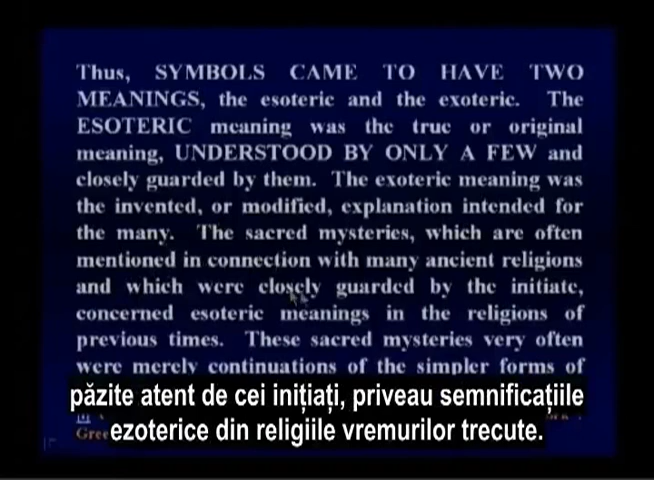 Thus, SYMBOLS CAME TO HAVE TWO
MEANINGS, the esoteric and the exoteric. The
ESOTERIC meaning was the true or original
meaning, UNDERSTOOD BY ONLY A FEW and
closely guarded by them. The exoteric meaning was
the invented, or modified, explanation intended for
the many. The sacred mysteries, which are often
mentioned in connection with many ancient religions
and which were closely guarded by the initiate,
concerned esoteric meanings in the religions of
previous times. These sacred mysteries very often
were merely continuations of the simpler forms of
păzite atent de cei inițiați, priveau semnificațiile
ezoterice din religiile vremurilor trecute.